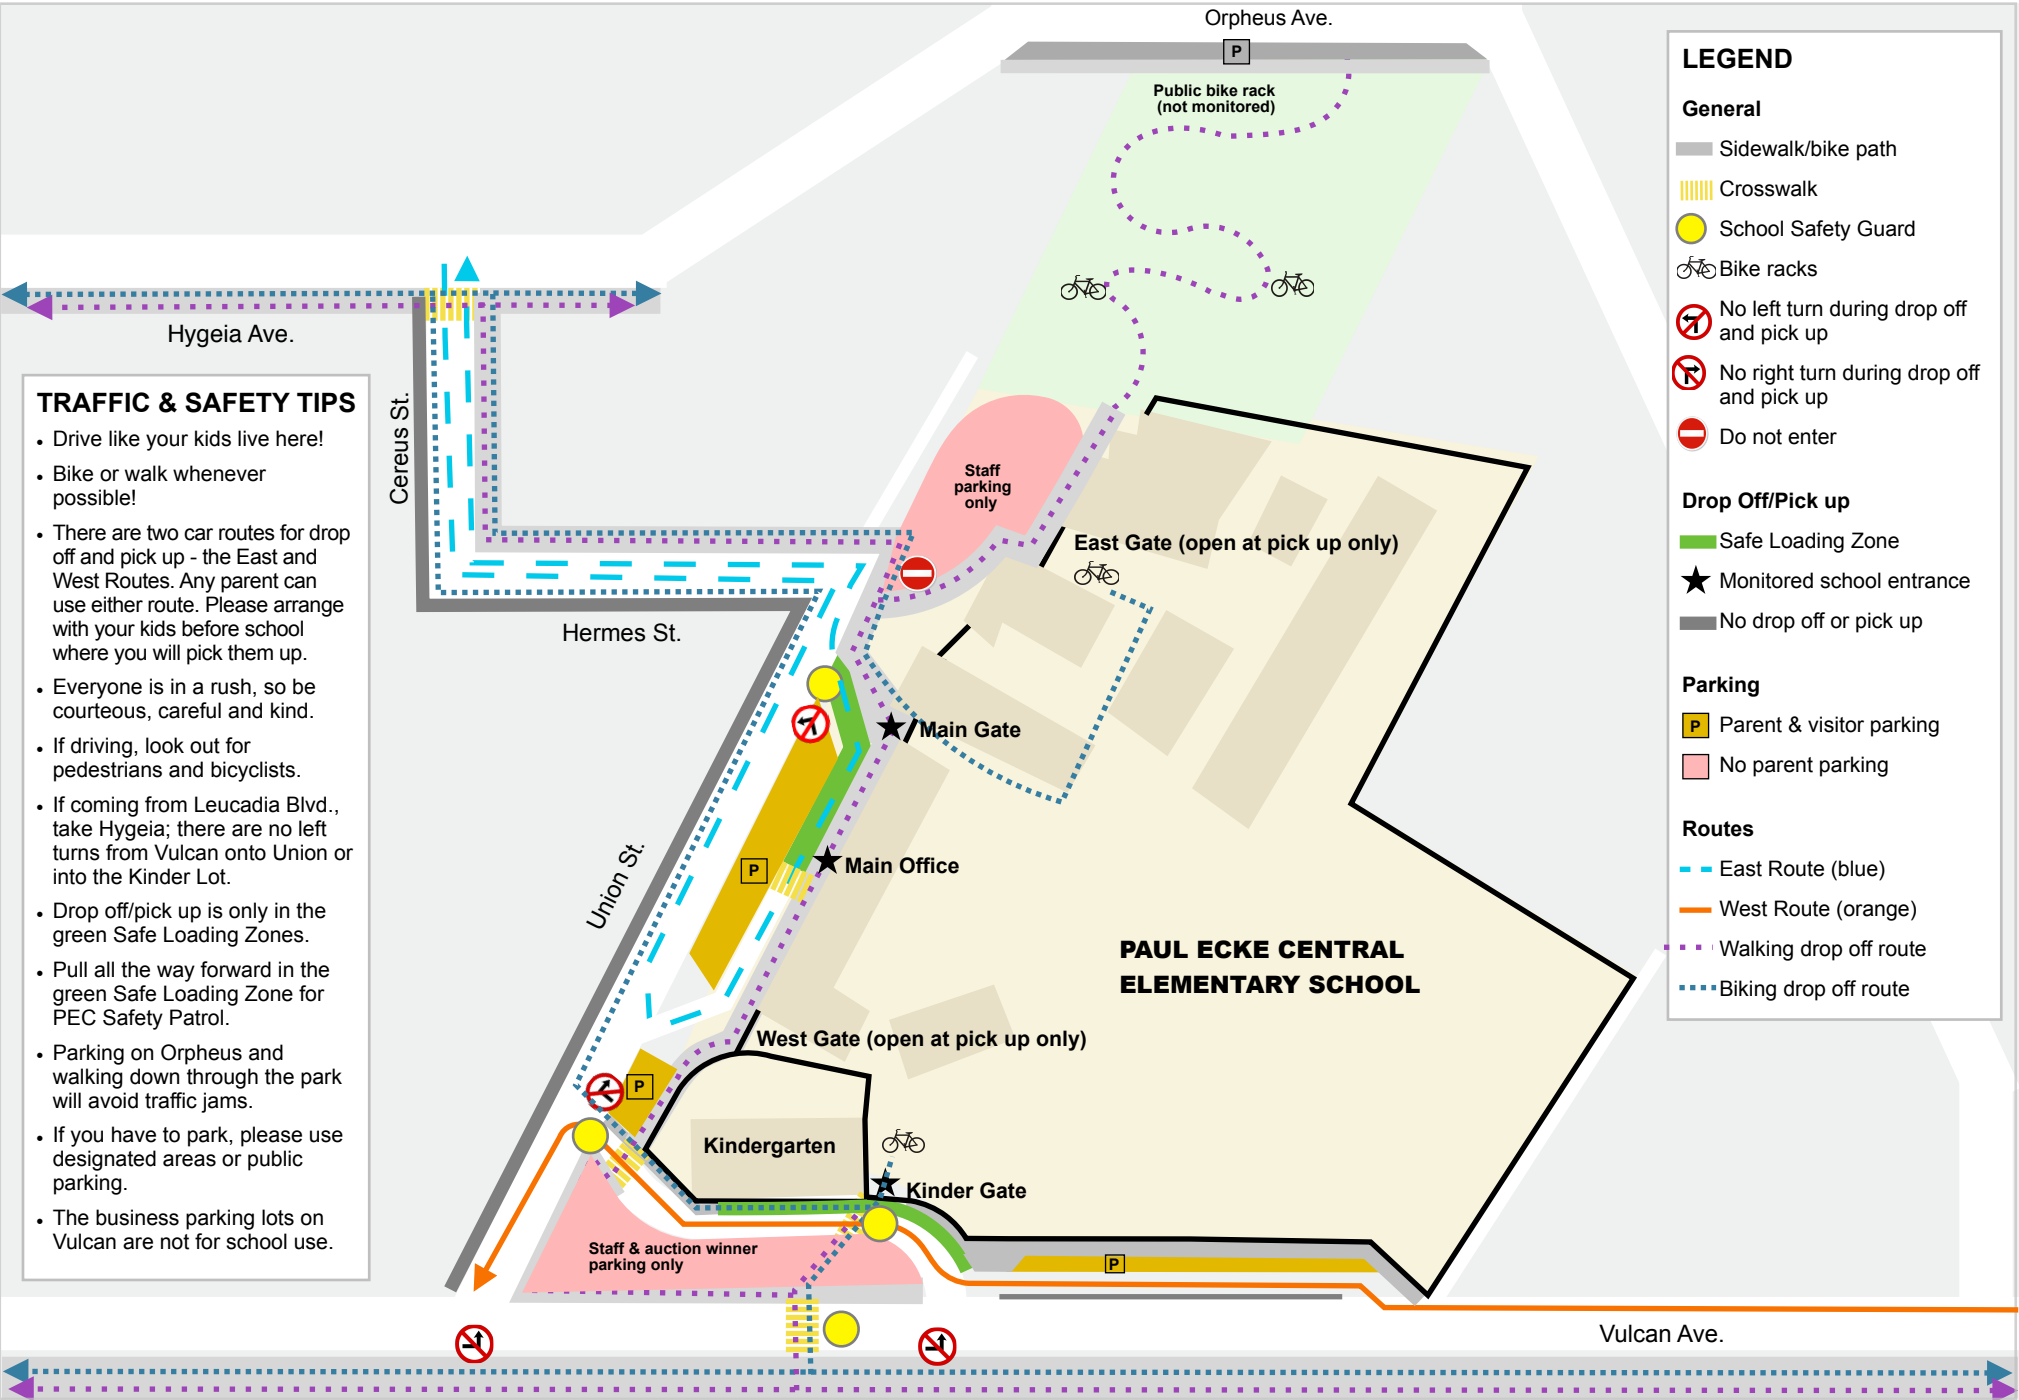 Orpheus Ave.
P
Public bike rack
(not monitored)
Hygeia Ave.
Cereus St.
Hermes St.
Union St.
Staff
parking
only
East Gate (open at pick up only)
Main Gate
P
Main Office
PAUL ECKE CENTRAL
ELEMENTARY SCHOOL
West Gate (open at pick up only)
P
Kindergarten
Kinder Gate
Staff & auction winner
parking only
P
Vulcan Ave.
TRAFFIC & SAFETY TIPS
• Drive like your kids live here!
• Bike or walk whenever
possible!
• There are two car routes for drop
off and pick up - the East and
West Routes. Any parent can
use either route. Please arrange
with your kids before school
where you will pick them up.
• Everyone is in a rush, so be
courteous, careful and kind.
• If driving, look out for
pedestrians and bicyclists.
• If coming from Leucadia Blvd.,
take Hygeia; there are no left
turns from Vulcan onto Union or
into the Kinder Lot.
• Drop off/pick up is only in the
green Safe Loading Zones.
• Pull all the way forward in the
green Safe Loading Zone for
PEC Safety Patrol.
• Parking on Orpheus and
walking down through the park
will avoid traffic jams.
• If you have to park, please use
designated areas or public
parking.
• The business parking lots on
Vulcan are not for school use.
LEGEND
General
Sidewalk/bike path
Crosswalk
School Safety Guard
Bike racks
No left turn during drop off
and pick up
No right turn during drop off
and pick up
Do not enter
Drop Off/Pick up
Safe Loading Zone
Monitored school entrance
No drop off or pick up
Parking
P Parent & visitor parking
No parent parking
Routes
East Route (blue)
West Route (orange)
Walking drop off route
Biking drop off route